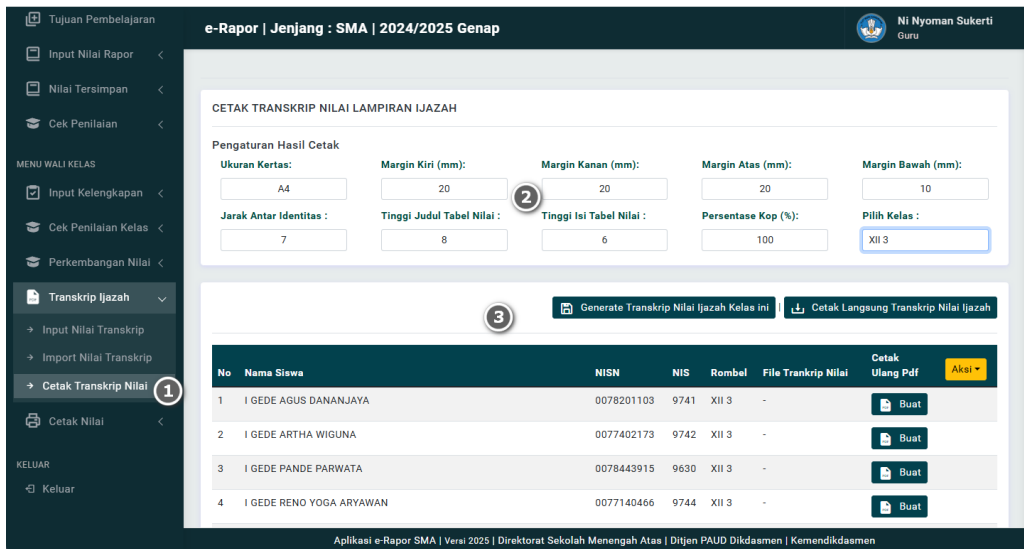 Tujuan Pembelajaran
Input Nilai Rapor
Nilai Tersimpan
Cek Penilaian
MENU WALI KELAS
Input Kelengkapan
Cek Penilaian Kelas
Perkembangan Nilai
Transkrip Ijazah
Input Nilai Transkrip
Import Nilai Transkrip
Cetak Transkrip Nilai
1
Cetak Nilai
KELUAR
Keluar
e-Rapor | Jenjang : SMA | 2024/2025 Genap
Ni Nyoman Sukerti
Guru
CETAK TRANSKRIP NILAI LAMPIRAN IJAZAH
Pengaturan Hasil Cetak
Ukuran Kertas: Margin Kiri (mm): Margin Kanan (mm): Margin Atas (mm): Margin Bawah (mm):
A4 20 20 20 10
2
Jarak Antar Identitas : Tinggi Judul Tabel Nilai : Tinggi Isi Tabel Nilai : Persentase Kop (%): Pilih Kelas :
7 8 6 100 XII 3
3
Generate Transkrip Nilai Ijazah Kelas ini | Cetak Langsung Transkrip Nilai Ijazah
No Nama Siswa NISN NIS Rombel File Trankrip Nilai Cetak Ulang Pdf Aksi
1 I GEDE AGUS DANANJAYA 0078201103 9741 XII 3 - Buat
2 I GEDE ARTHA WIGUNA 0077402173 9742 XII 3 - Buat
3 I GEDE PANDE PARWATA 0078443915 9630 XII 3 - Buat
4 I GEDE RENO YOGA ARYAWAN 0077140466 9744 XII 3 - Buat
Aplikasi e-Rapor SMA | Versi 2025 | Direktorat Sekolah Menengah Atas | Ditjen PAUD Dikdasmen | Kemendikdasmen